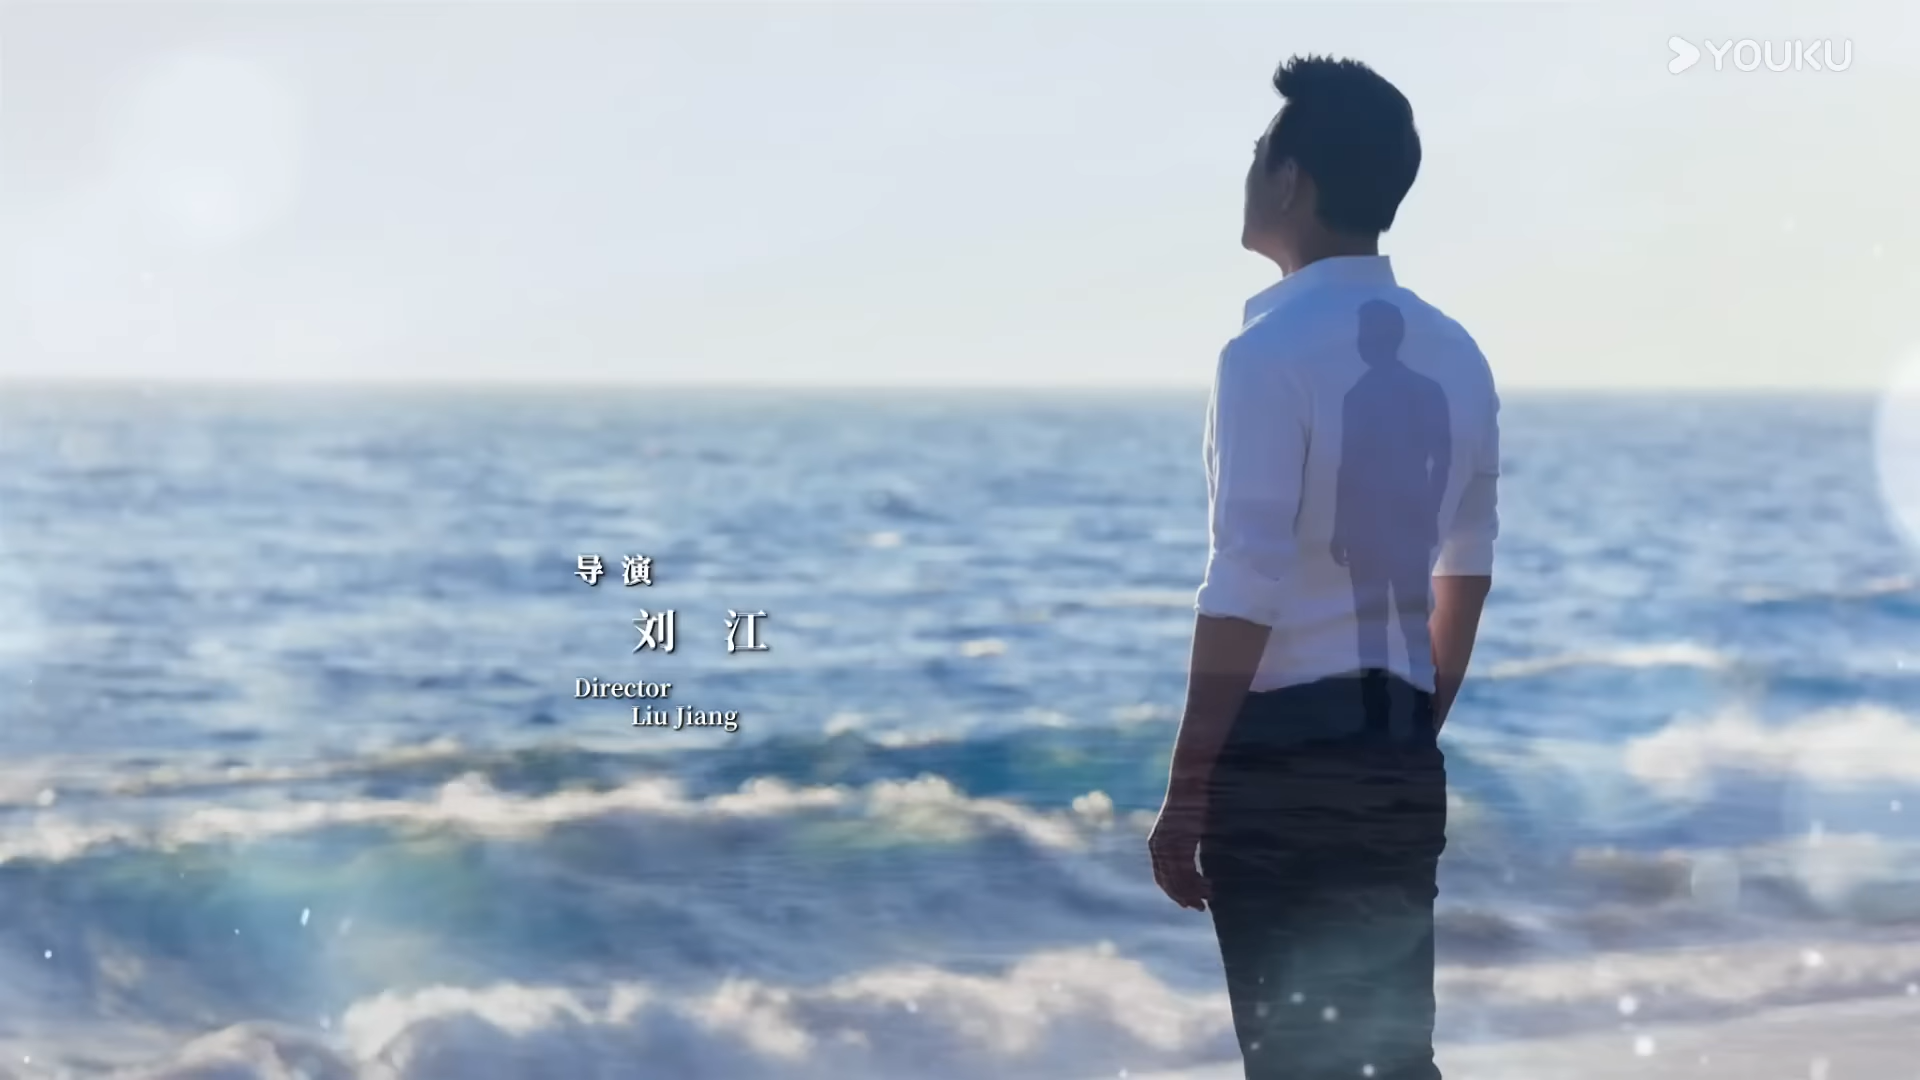 YOUKU
导演
刘江
Director
Liu Jiang